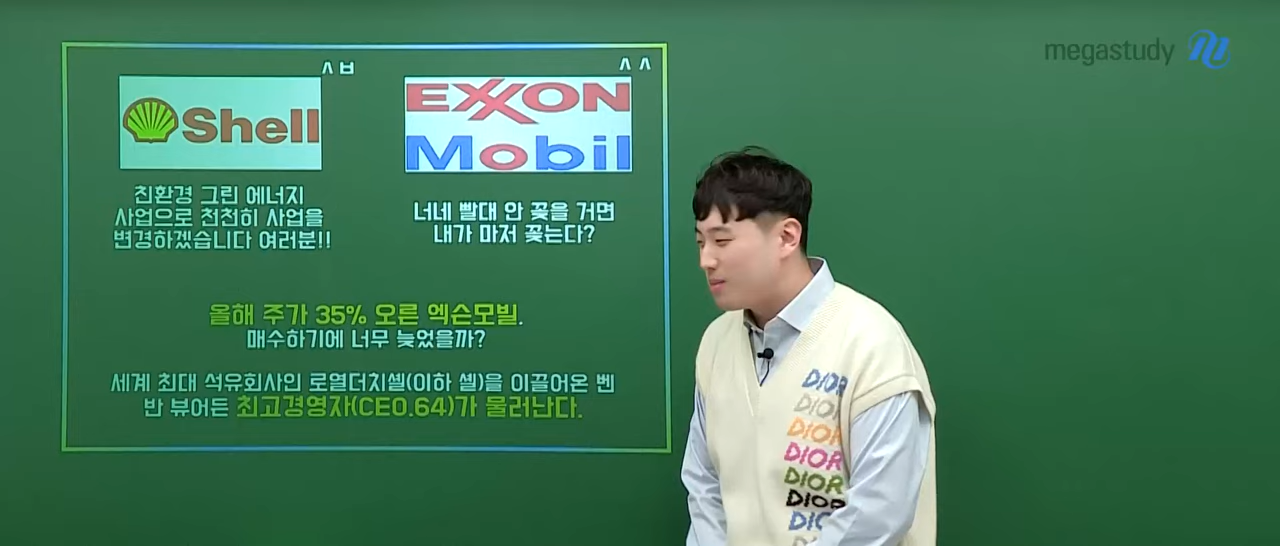 megastudy
ㅅㅂ
ㅅㅅ
Shell
EXXON
Mobil
친환경 그린 에너지
사업으로 천천히 사업을
변경하겠습니다 여러분!!
너네 빨대 안 꽂을 거면
내가 마저 꽂는다?
올해 주가 35% 오른 엑슨모빌.
매수하기에 너무 늦었을까?
세계 최대 석유회사인 로열더치셸(이하 셸)을 이끌어온 벤
반 뷰어든 최고경영자(CEO.64)가 물러난다.
DIOR
DIOR
DIOR
DIOR
DIOR
DIOR